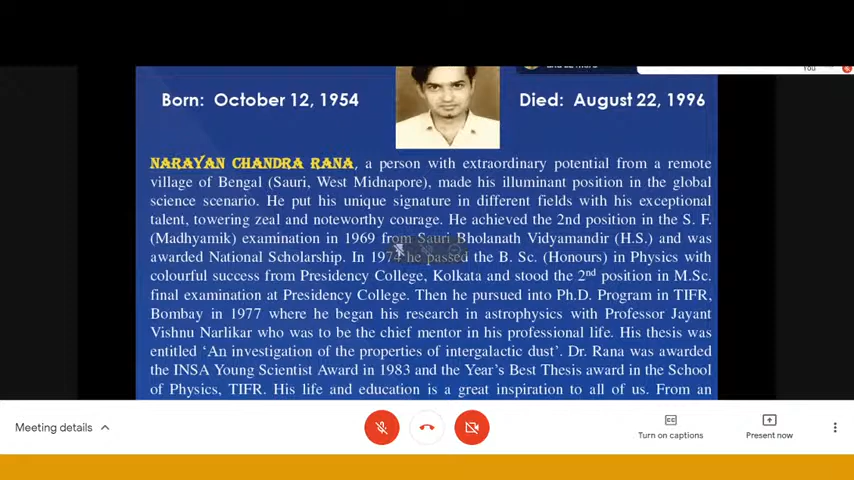 You
Born: October 12, 1954
Died: August 22, 1996
NARAYAN CHANDRA RANA, a person with extraordinary potential from a remote
village of Bengal (Sauri, West Midnapore), made his illuminant position in the global
science scenario. He put his unique signature in different fields with his exceptional
talent, towering zeal and noteworthy courage. He achieved the 2nd position in the S. F.
(Madhyamik) examination in 1969 from Sauri Bholanath Vidyamandir (H.S.) and was
awarded National Scholarship. In 1974 he passed the B. Sc. (Honours) in Physics with
colourful success from Presidency College, Kolkata and stood the 2nd position in M.Sc.
final examination at Presidency College. Then he pursued into Ph.D. Program in TIFR,
Bombay in 1977 where he began his research in astrophysics with Professor Jayant
Vishnu Narlikar who was to be the chief mentor in his professional life. His thesis was
entitled ‘An investigation of the properties of intergalactic dust’. Dr. Rana was awarded
the INSA Young Scientist Award in 1983 and the Year’s Best Thesis award in the School
of Physics, TIFR. His life and education is a great inspiration to all of us. From an
Meeting details
Turn on captions
Present now